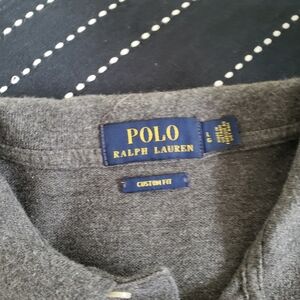 POLO
RALPH LAUREN
CUSTOM FIT